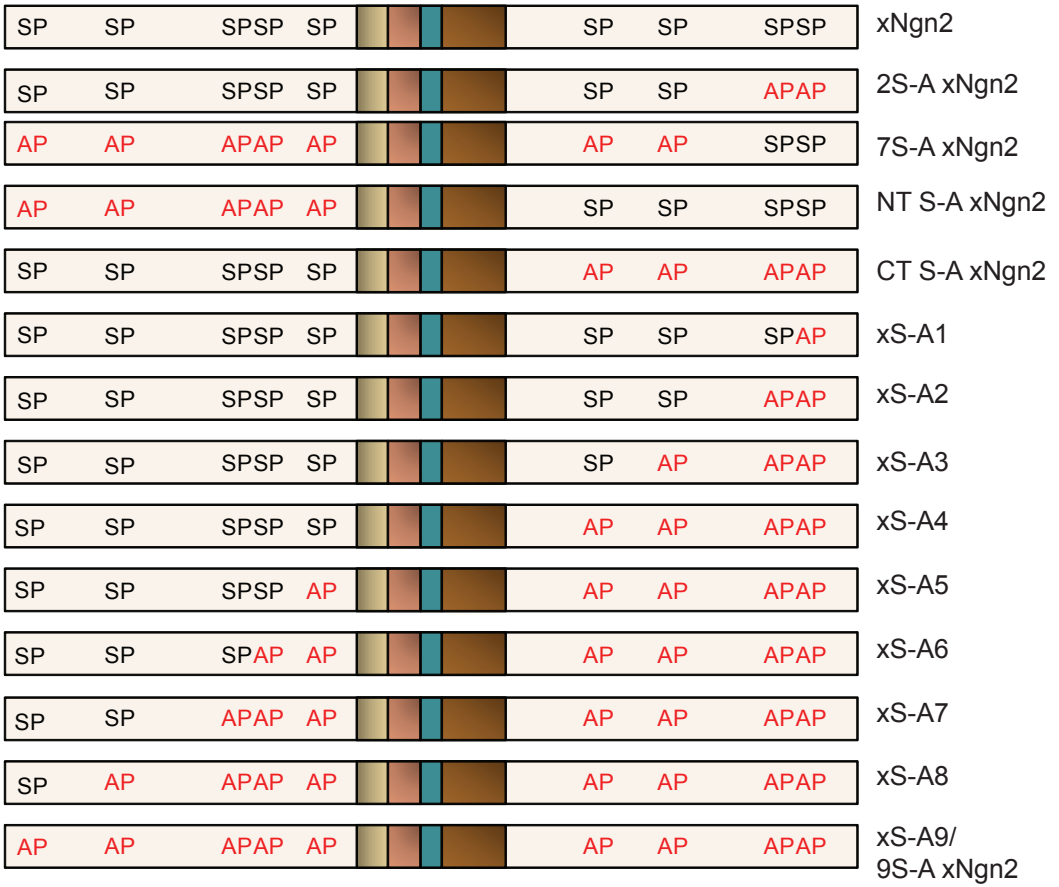 SP SP SPSP SP SP SP SPSP xNgn2
SP SP SPSP SP SP SP APAP 2S-A xNgn2
AP AP APAP AP AP AP SPSP 7S-A xNgn2
AP AP APAP AP SP SP SPSP NT S-A xNgn2
SP SP SPSP SP AP AP APAP CT S-A xNgn2
SP SP SPSP SP SP SP SPAP xS-A1
SP SP SPSP SP SP SP APAP xS-A2
SP SP SPSP SP SP AP APAP xS-A3
SP SP SPSP SP AP AP APAP xS-A4
SP SP SPSP AP AP AP APAP xS-A5
SP SP SPAP AP AP AP APAP xS-A6
SP SP APAP AP AP AP APAP xS-A7
SP AP APAP AP AP AP APAP xS-A8
AP AP APAP AP AP AP APAP xS-A9/
9S-A xNgn2